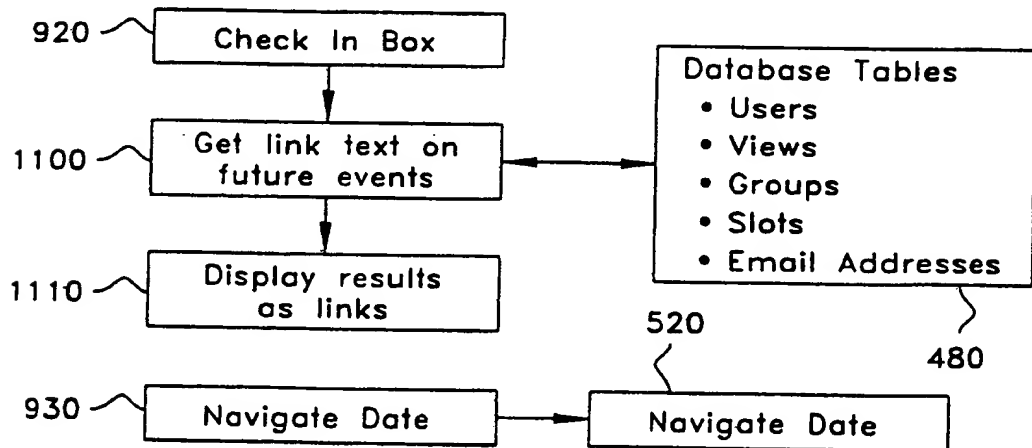 920
Check In Box
1100
Get link text on
future events
1110
Display results
as links
Database Tables
• Users
• Views
• Groups
• Slots
• Email Addresses
480
520
930
Navigate Date
Navigate Date